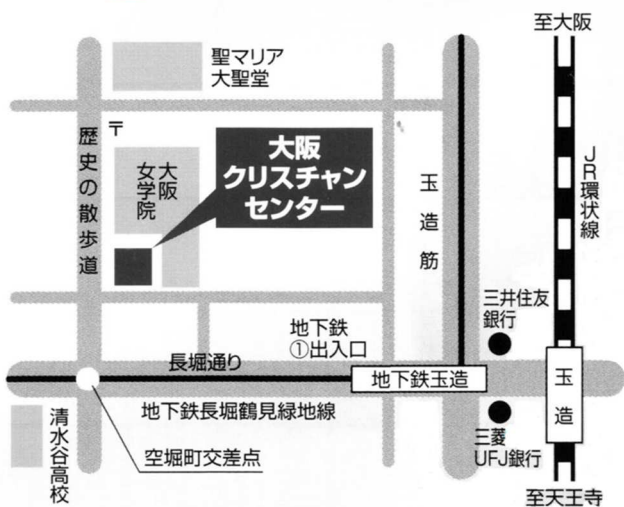 至大阪
聖マリア
大聖堂
〒
歴史の散歩道
大阪
女学院
大阪
クリスチャン
センター
玉造筋
JR環状線
三井住友
銀行
地下鉄
①出入口
長堀通り
地下鉄玉造
玉造
地下鉄長堀鶴見緑地線
清水谷高校
空堀町交差点
三菱
UFJ銀行
至天王寺